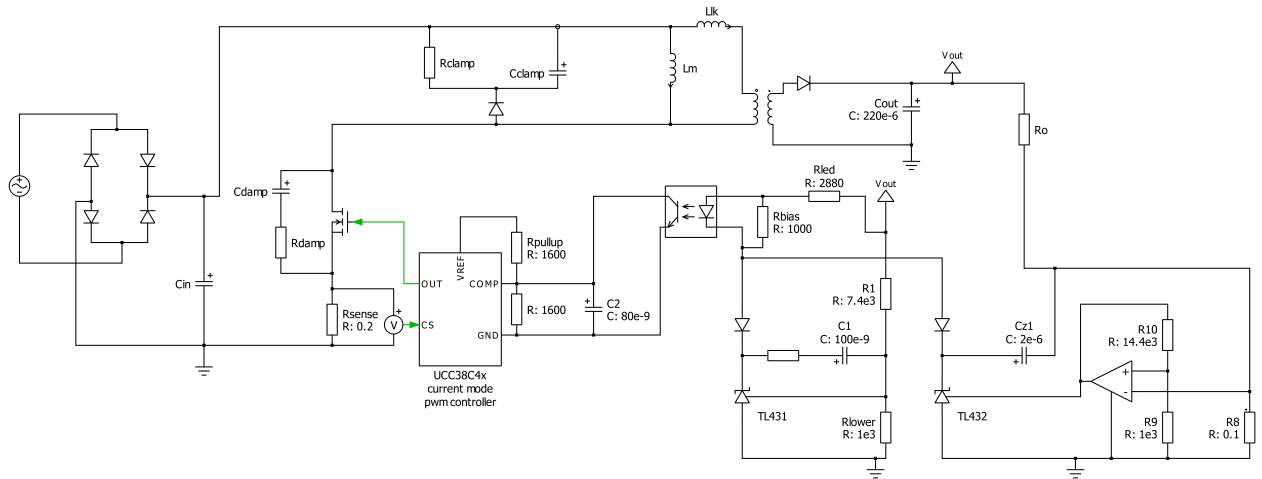 Llk
Rclamp
Cclamp
Lm
Vout
Cout
C: 220e-6
Ro
Cdamp
Rdamp
Cin
Rsense
R: 0.2
V
OUT
CS
VREF
COMP
GND
UCC38C4x
current mode
pwm controller
Rpullup
R: 1600
R: 1600
C2
C: 80e-9
Rled
R: 2880
Vout
Rbias
R: 1000
R1
R: 7.4e3
C1
C: 100e-9
TL431
Rlower
R: 1e3
Cz1
C: 2e-6
TL432
R10
R: 14.4e3
R9
R: 1e3
R8
R: 0.1